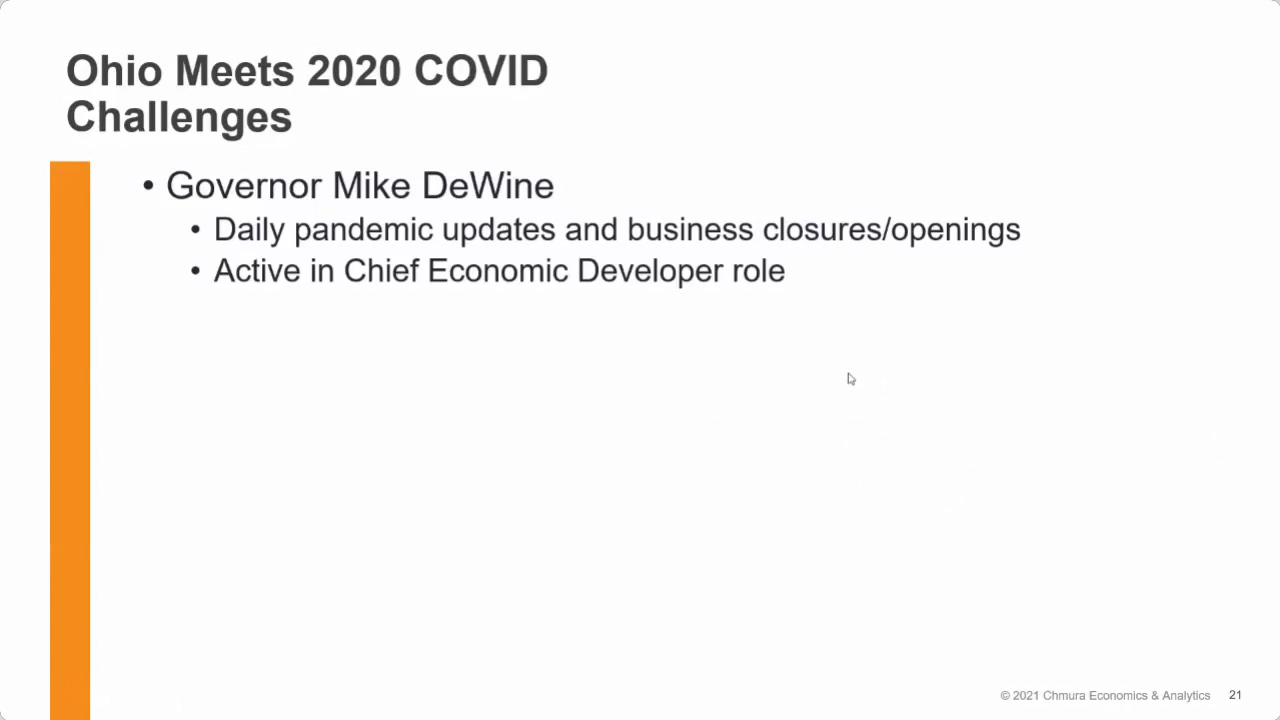 Ohio Meets 2020 COVID
Challenges
• Governor Mike DeWine
• Daily pandemic updates and business closures/openings
• Active in Chief Economic Developer role
© 2021 Chmura Economics & Analytics 21